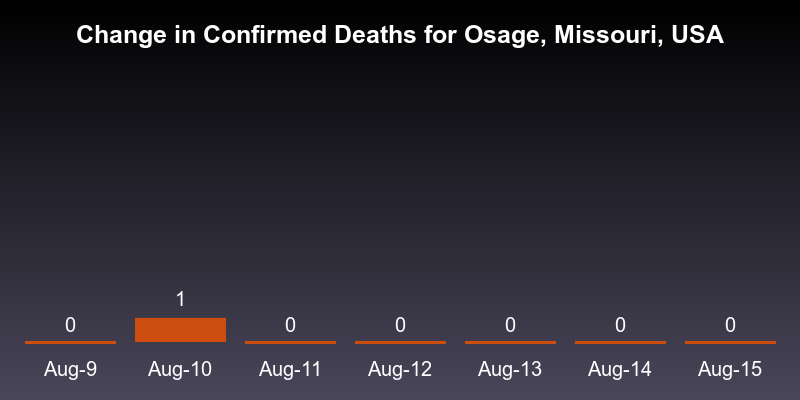 Change in Confirmed Deaths for Osage, Missouri, USA
0 1 0 0 0 0 0
Aug-9 Aug-10 Aug-11 Aug-12 Aug-13 Aug-14 Aug-15